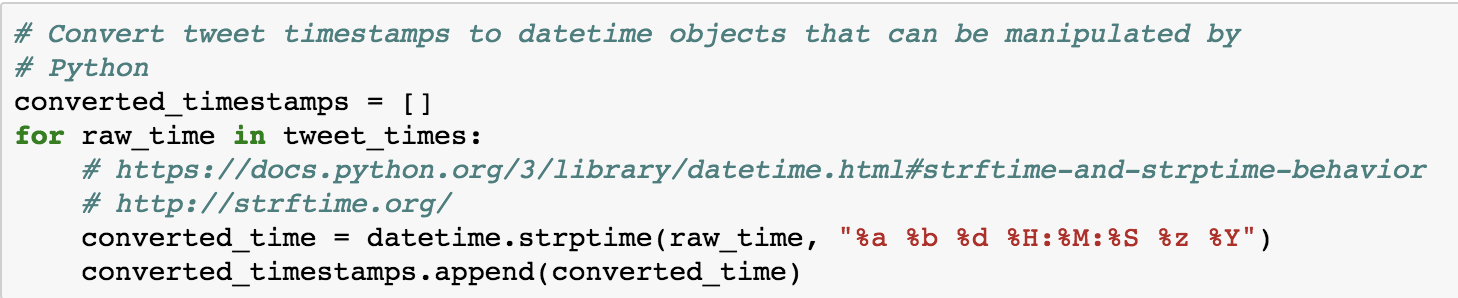 # Convert tweet timestamps to datetime objects that can be manipulated by
# Python
converted_timestamps = []
for raw_time in tweet_times:
    # https://docs.python.org/3/library/datetime.html#strftime-and-strptime-behavior
    # http://strftime.org/
    converted_time = datetime.strptime(raw_time, "%a %b %d %H:%M:%S %z %Y")
    converted_timestamps.append(converted_time)